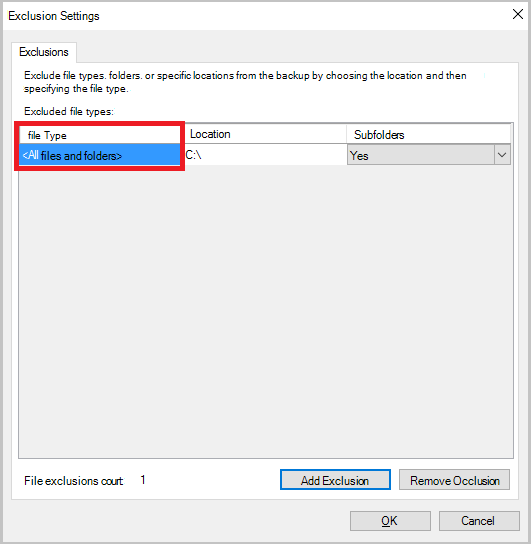 Exclusion Settings
Exclusions
Exclude file types. folders. or specific locations from the backup by choosing the location and then
specifying the file type.
Excluded file types:
file Type Location Subfolders
<All files and folders> C:\ Yes
File exclusions court 1 Add Exclusion Remove Occlusion
OK Cancel